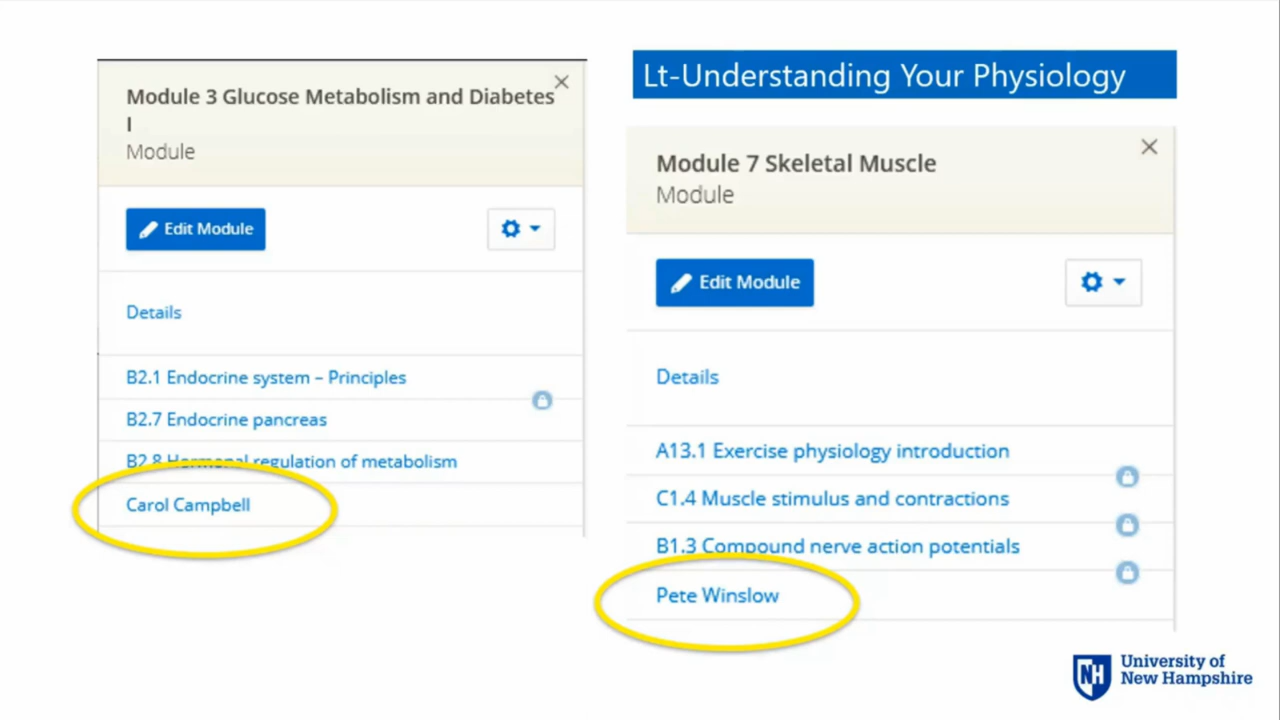 Lt-Understanding Your Physiology
Module 3 Glucose Metabolism and Diabetes
I
Module
Edit Module
Details
B2.1 Endocrine system – Principles
B2.7 Endocrine pancreas
B2.8 Hormonal regulation of metabolism
Carol Campbell
Module 7 Skeletal Muscle
Module
Edit Module
Details
A13.1 Exercise physiology introduction
C1.4 Muscle stimulus and contractions
B1.3 Compound nerve action potentials
Pete Winslow
NH
University of
New Hampshire